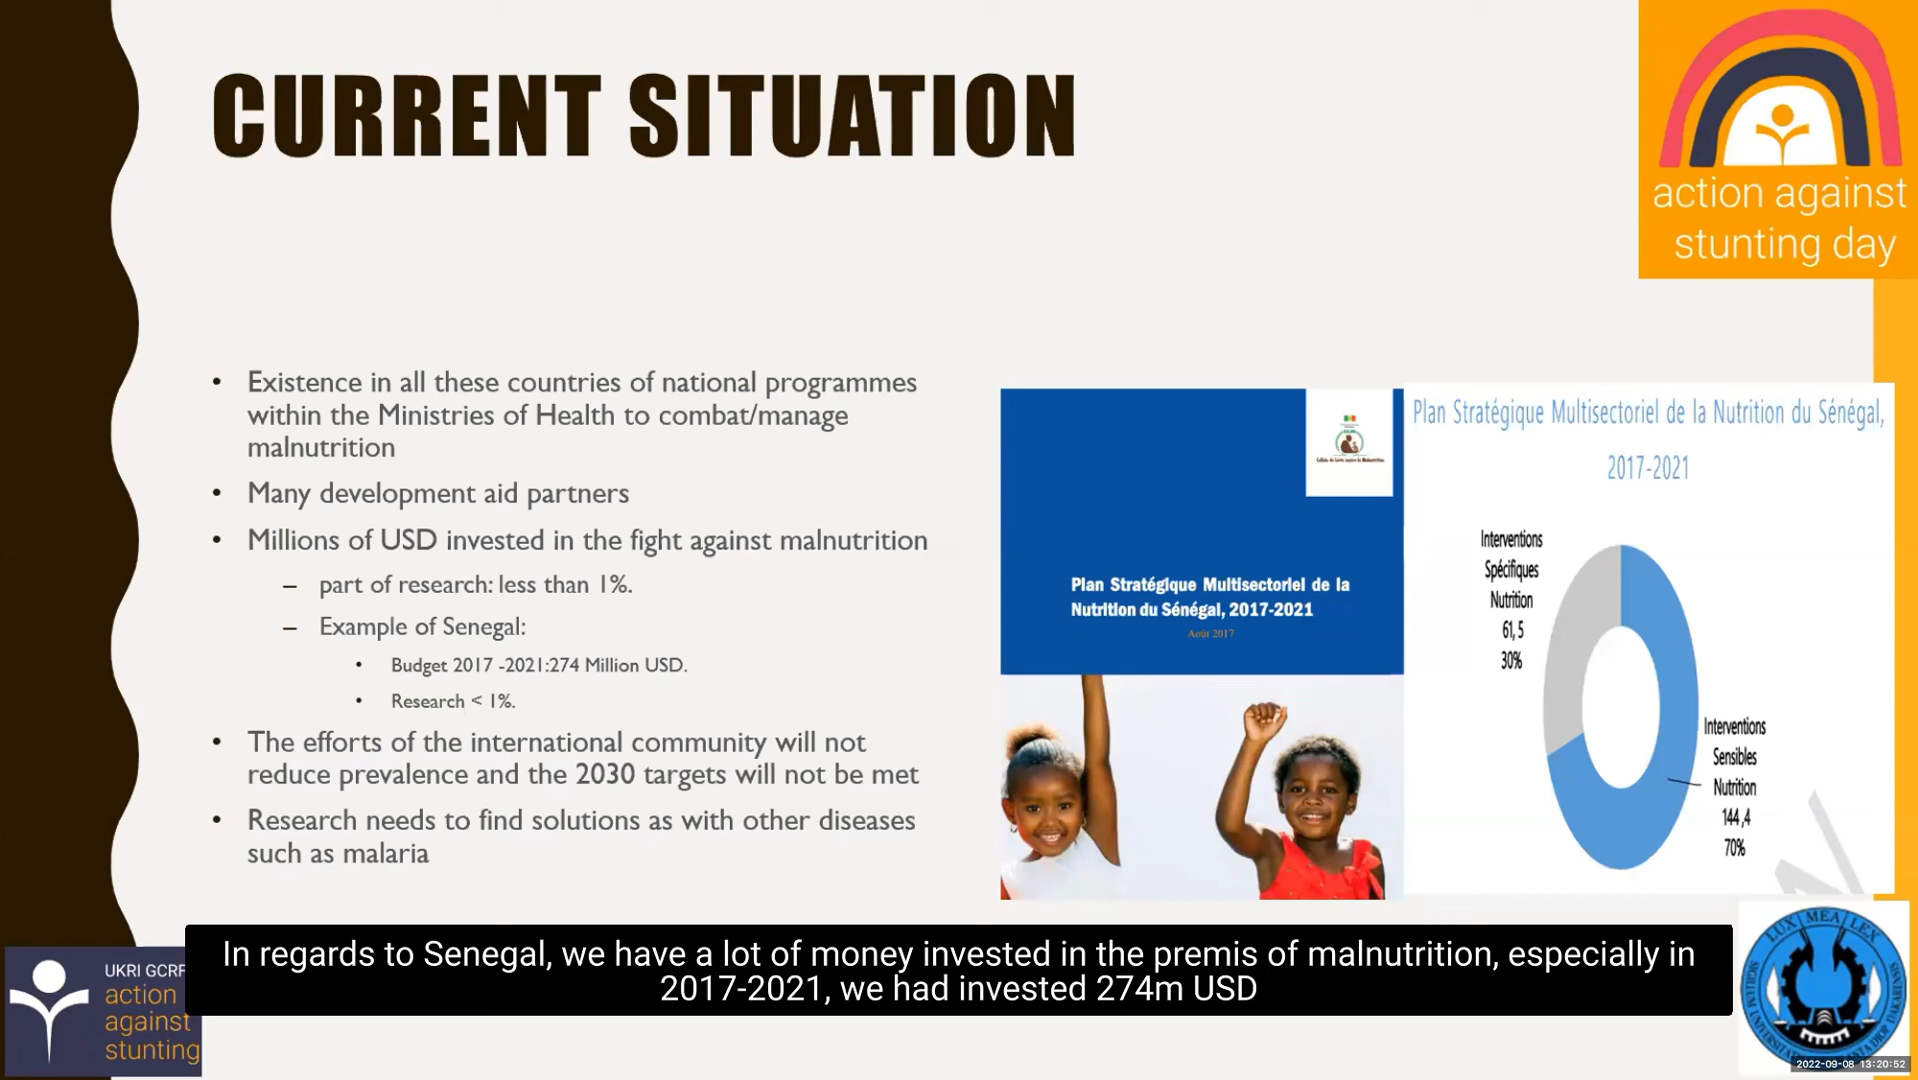 CURRENT SITUATION
action against
stunting day
• Existence in all these countries of national programmes
within the Ministries of Health to combat/manage
malnutrition
• Many development aid partners
• Millions of USD invested in the fight against malnutrition
– part of research: less than 1%.
– Example of Senegal:
• Budget 2017 -2021:274 Million USD.
• Research < 1%.
• The efforts of the international community will not
reduce prevalence and the 2030 targets will not be met
• Research needs to find solutions as with other diseases
such as malaria
Cellule de Lutte contre la Malnutrition
Plan Stratégique Multisectoriel de la
Nutrition du Sénégal, 2017-2021
Août 2017
Plan Stratégique Multisectoriel de la Nutrition du Sénégal,
2017-2021
Interventions
Spécifiques
Nutrition
61, 5
30%
Interventions
Sensibles
Nutrition
144 ,4
70%
In regards to Senegal, we have a lot of money invested in the premis of malnutrition, especially in
2017-2021, we had invested 274m USD
UKRI GCRF
action
against
stunting
LUX MEA LEX
2022-09-08 13:20:52